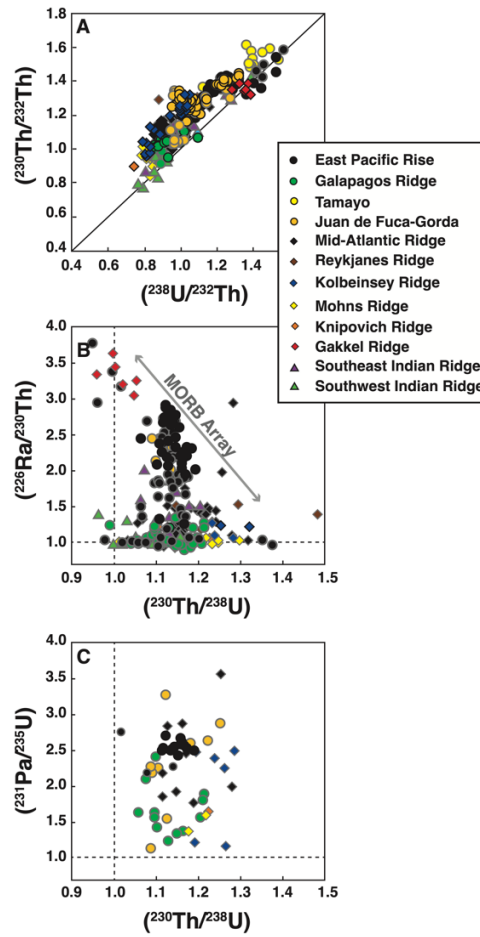 A
1.8
1.6
1.4
1.2
1.0
0.8
0.6
0.4
(²³⁰Th/²³²Th)
0.4 0.6 0.8 1.0 1.2 1.4 1.6 1.8
(²³⁸U/²³²Th)
East Pacific Rise
Galapagos Ridge
Tamayo
Juan de Fuca-Gorda
Mid-Atlantic Ridge
Reykjanes Ridge
Kolbeinsey Ridge
Mohns Ridge
Knipovich Ridge
Gakkel Ridge
Southeast Indian Ridge
Southwest Indian Ridge
B
4.0
3.5
3.0
2.5
2.0
1.5
1.0
0.5
(²²⁶Ra/²³⁰Th)
MORB Array
0.9 1.0 1.1 1.2 1.3 1.4 1.5
(²³⁰Th/²³⁸U)
C
4.0
3.5
3.0
2.5
2.0
1.5
1.0
(²³¹Pa/²³⁵U)
0.9 1.0 1.1 1.2 1.3 1.4 1.5
(²³⁰Th/²³⁸U)